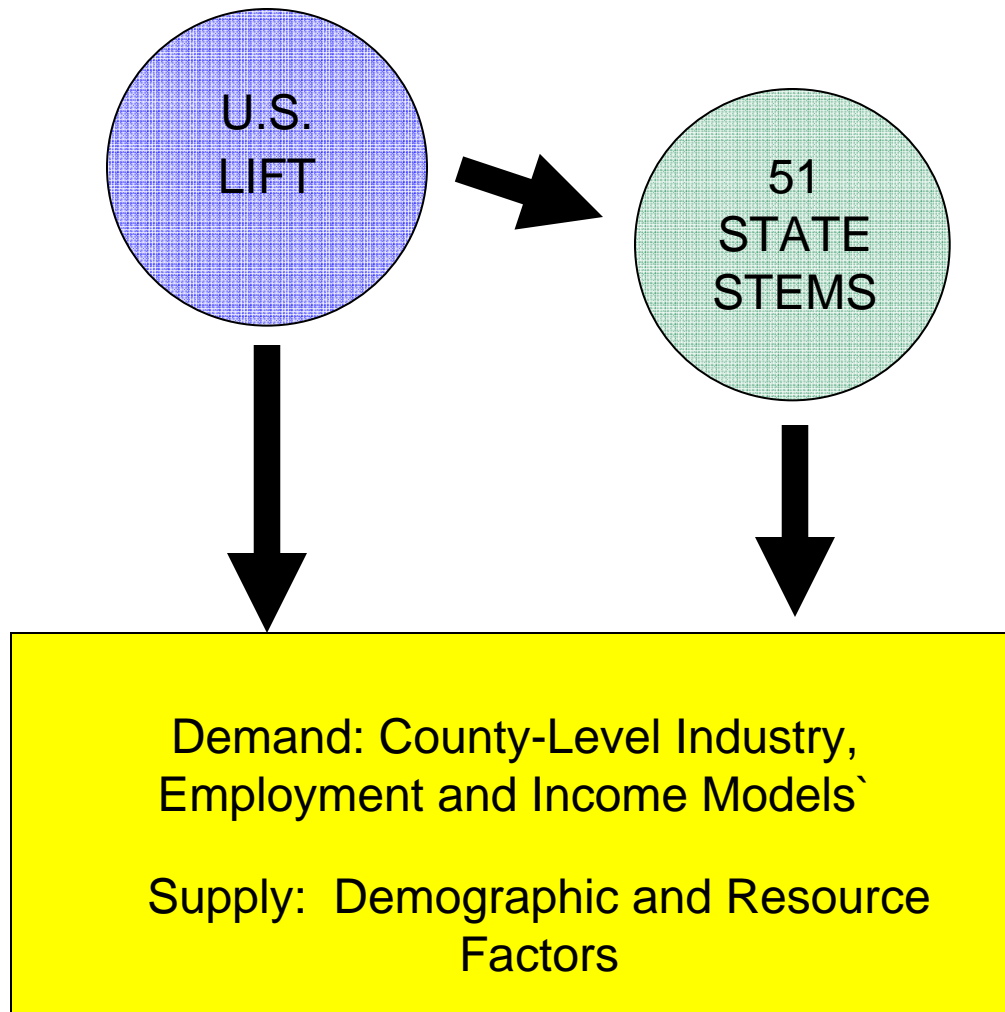 U.S.
LIFT
51
STATE
STEMS
Demand: County-Level Industry,
Employment and Income Models`
Supply:  Demographic and Resource
Factors